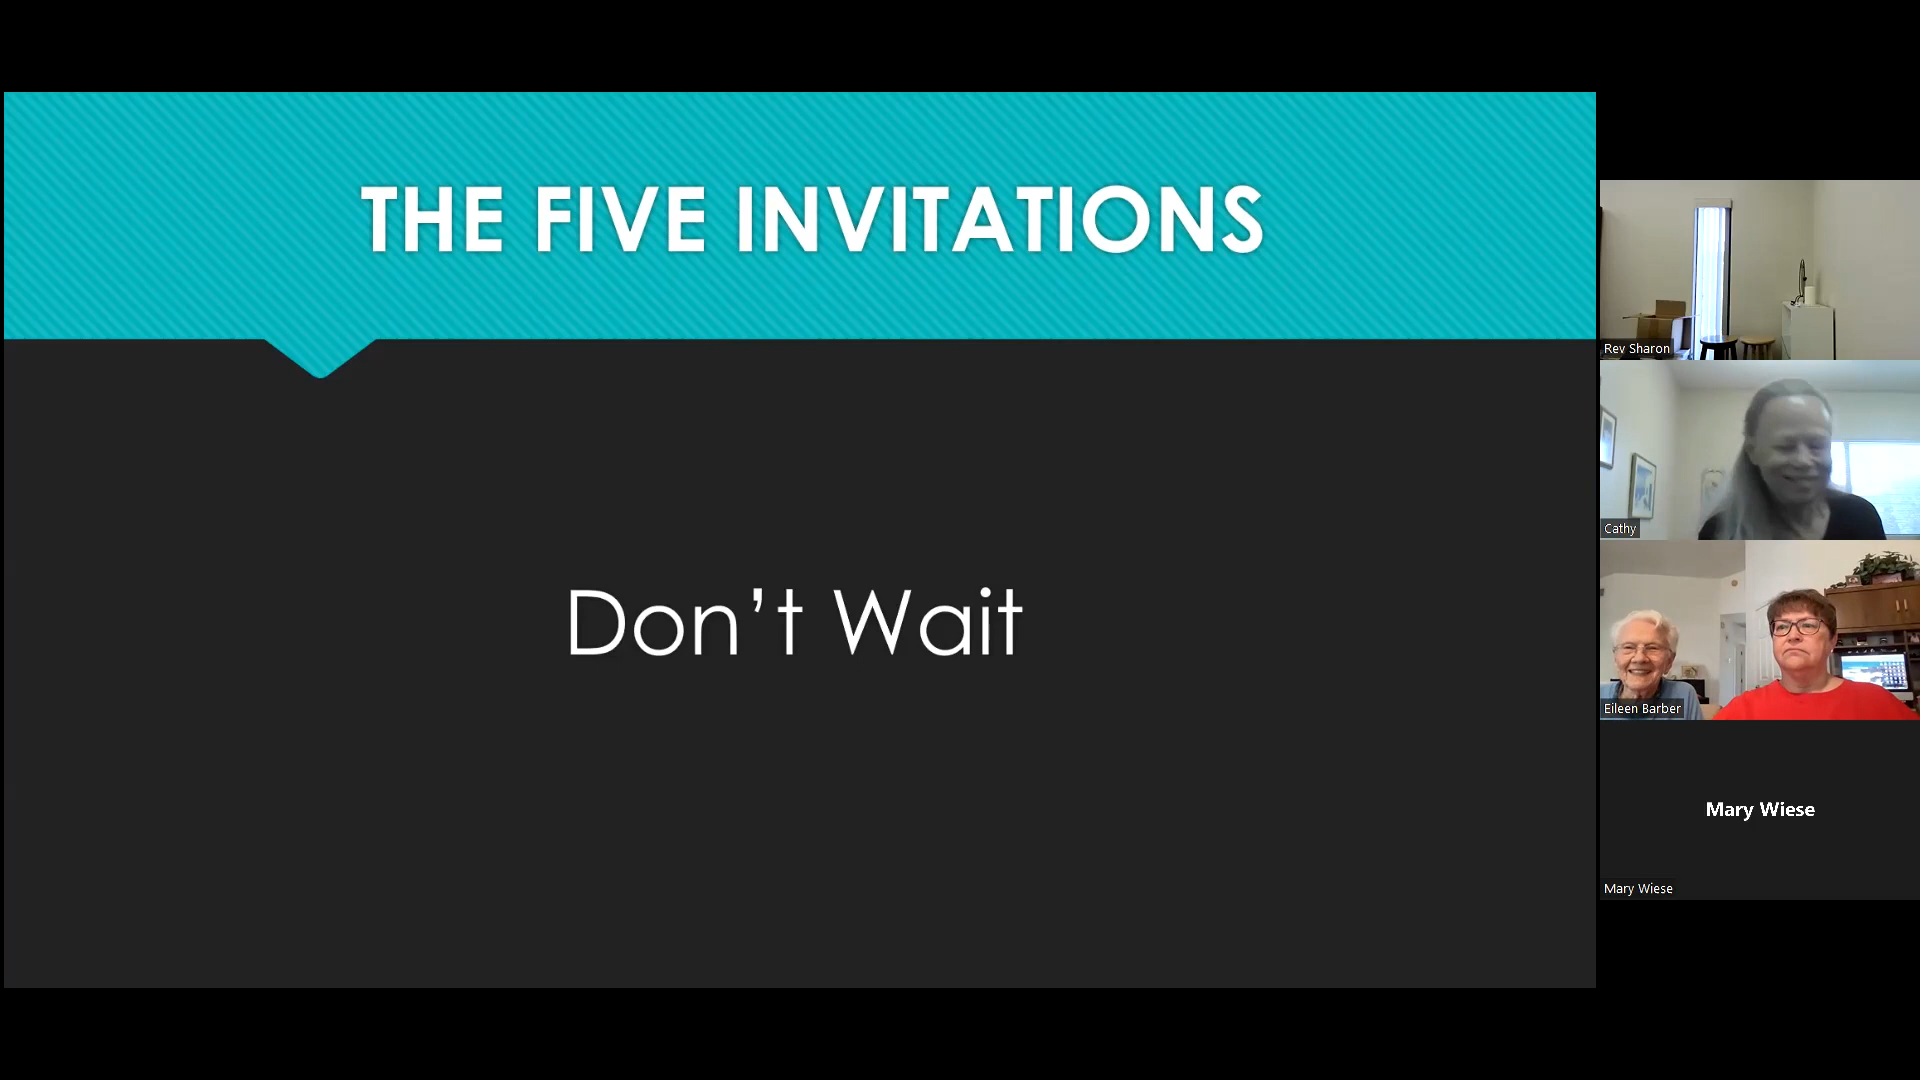 THE FIVE INVITATIONS
Don’t Wait
Rev Sharon
Cathy
Eileen Barber
Mary Wiese
Mary Wiese